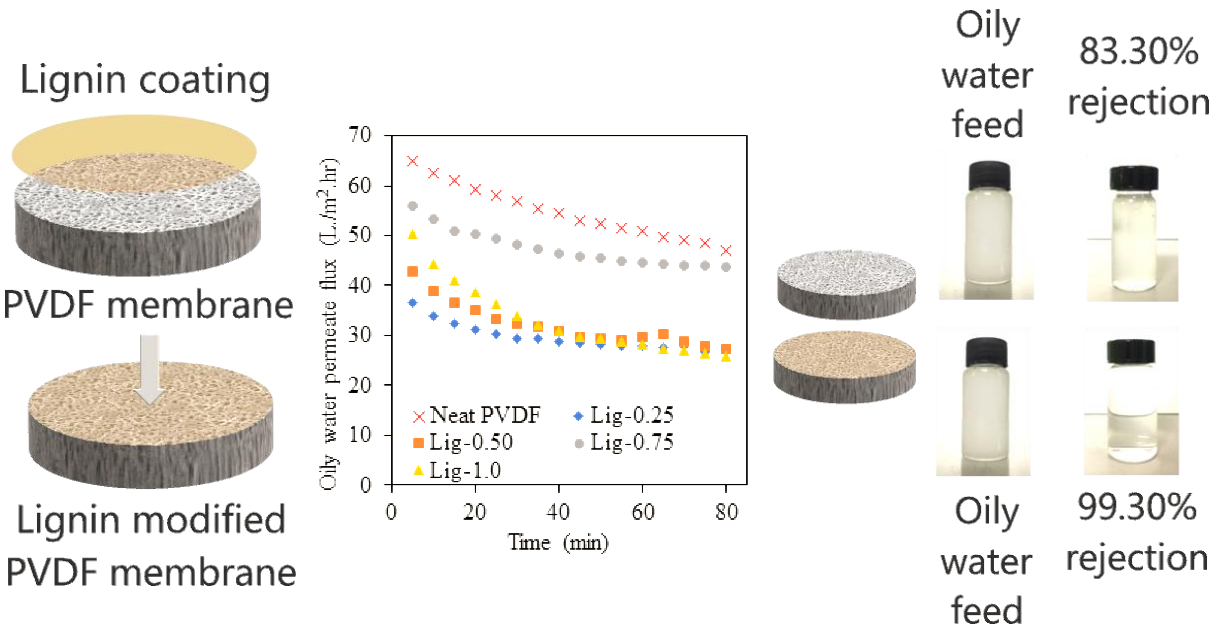 Lignin coating
PVDF membrane
Lignin modified
PVDF membrane
Oily water permeate flux (L./m².hr)
70
60
50
40
30
20
10
0
Neat PVDF
Lig-0.25
Lig-0.50
Lig-0.75
Lig-1.0
0
20
40
60
80
Time (min)
Oily
water
feed
83.30%
rejection
Oily
water
feed
99.30%
rejection